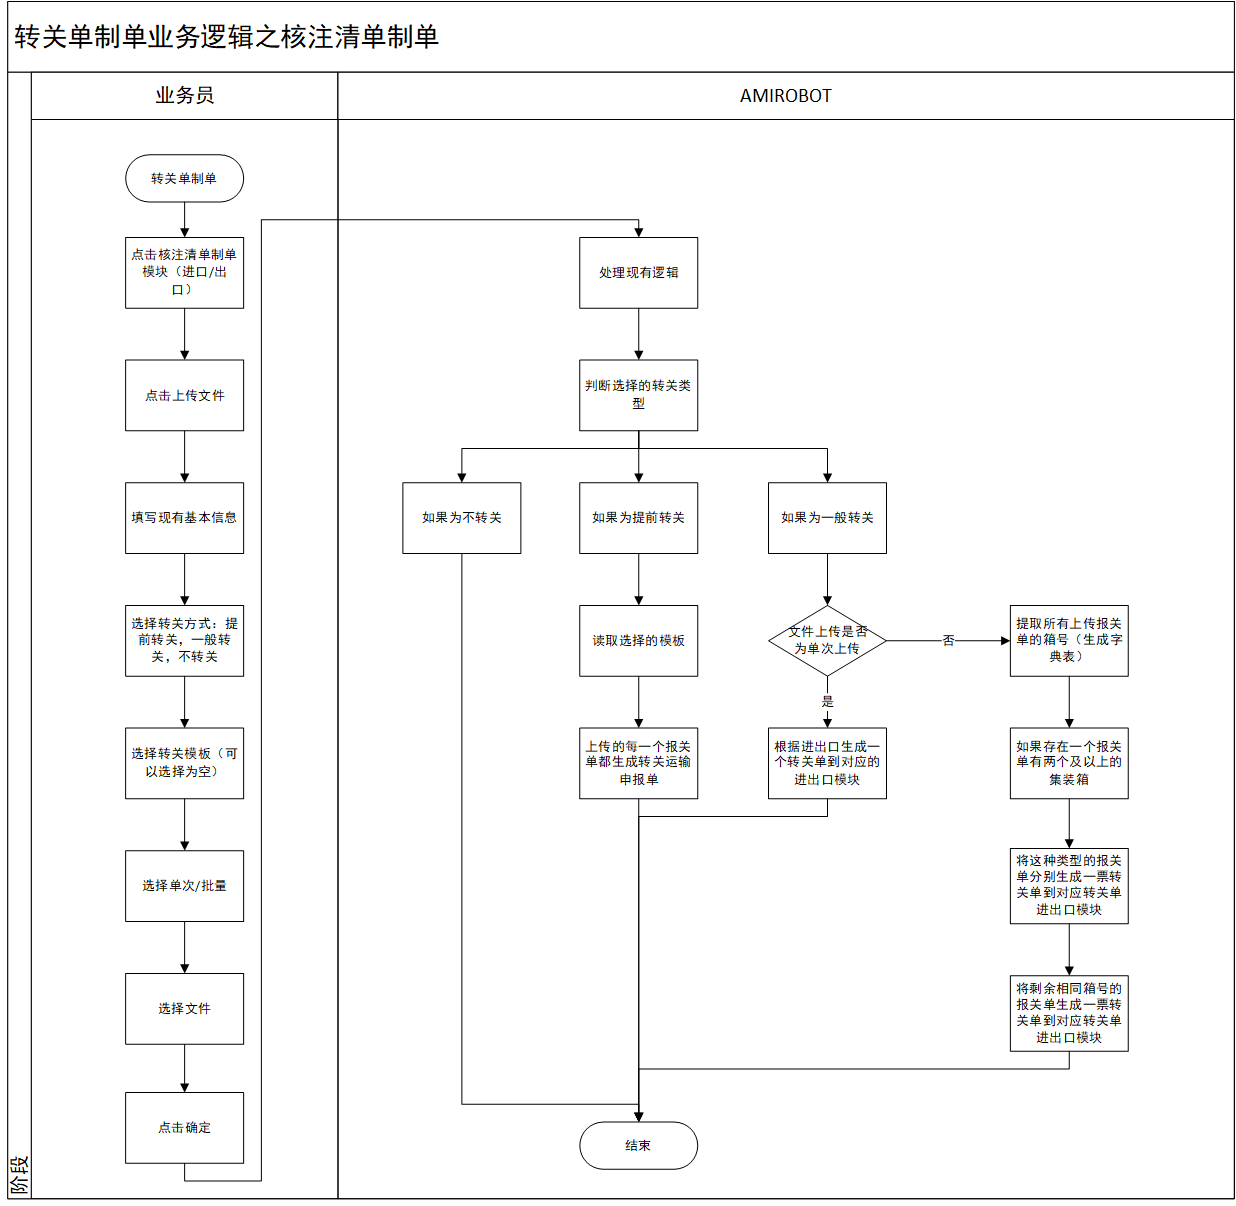 转关单制单业务逻辑之核注清单制单
业务员
AMIROBOT
阶段
转关单制单
点击核注清单制单
模块（进口/出
口）
点击上传文件
填写现有基本信息
选择转关方式：提
前转关，一般转
关，不转关
选择转关模板（可
以选择为空）
选择单次/批量
选择文件
点击确定
处理现有逻辑
判断选择的转关类
型
如果为不转关
如果为提前转关
如果为一般转关
读取选择的模板
文件上传是否
为单次上传
否
提取所有上传报关
单的箱号（生成字
典表）
是
上传的每一个报关
单都生成转关运输
申报单
根据进出口生成一
个转关单到对应的
进出口模块
如果存在一个报关
单有两个及以上的
集装箱
将这种类型的报关
单分别生成一票转
关单到对应转关单
进出口模块
将剩余相同箱号的
报关单生成一票转
关单到对应转关单
进出口模块
结束